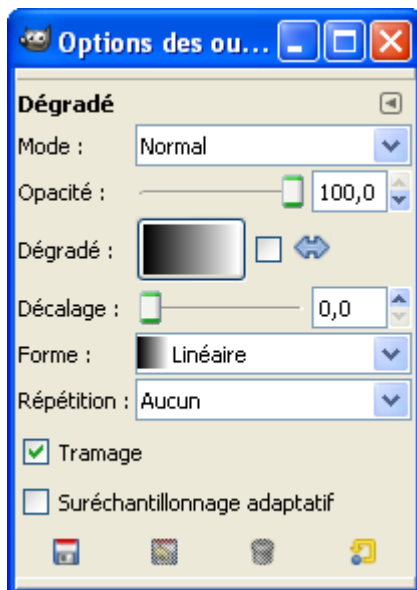 Options des ou...
Dégradé
Mode : Normal
Opacité : 100,0
Dégradé :
Décalage : 0,0
Forme : Linéaire
Répétition : Aucun
Tramage
Suréchantillonnage adaptatif